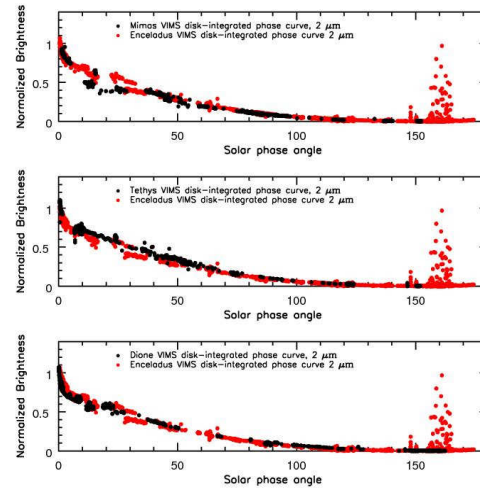 Normalized Brightness
1
0.5
0
Mimas VIMS disk-integrated phase curve, 2 μm
Enceladus VIMS disk-integrated phase curve 2 μm
0 50 100 150
Solar phase angle
Normalized Brightness
1
0.5
0
Tethys VIMS disk-integrated phase curve, 2 μm
Enceladus VIMS disk-integrated phase curve 2 μm
0 50 100 150
Solar phase angle
Normalized Brightness
1
0.5
0
Dione VIMS disk-integrated phase curve, 2 μm
Enceladus VIMS disk-integrated phase curve 2 μm
0 50 100 150
Solar phase angle